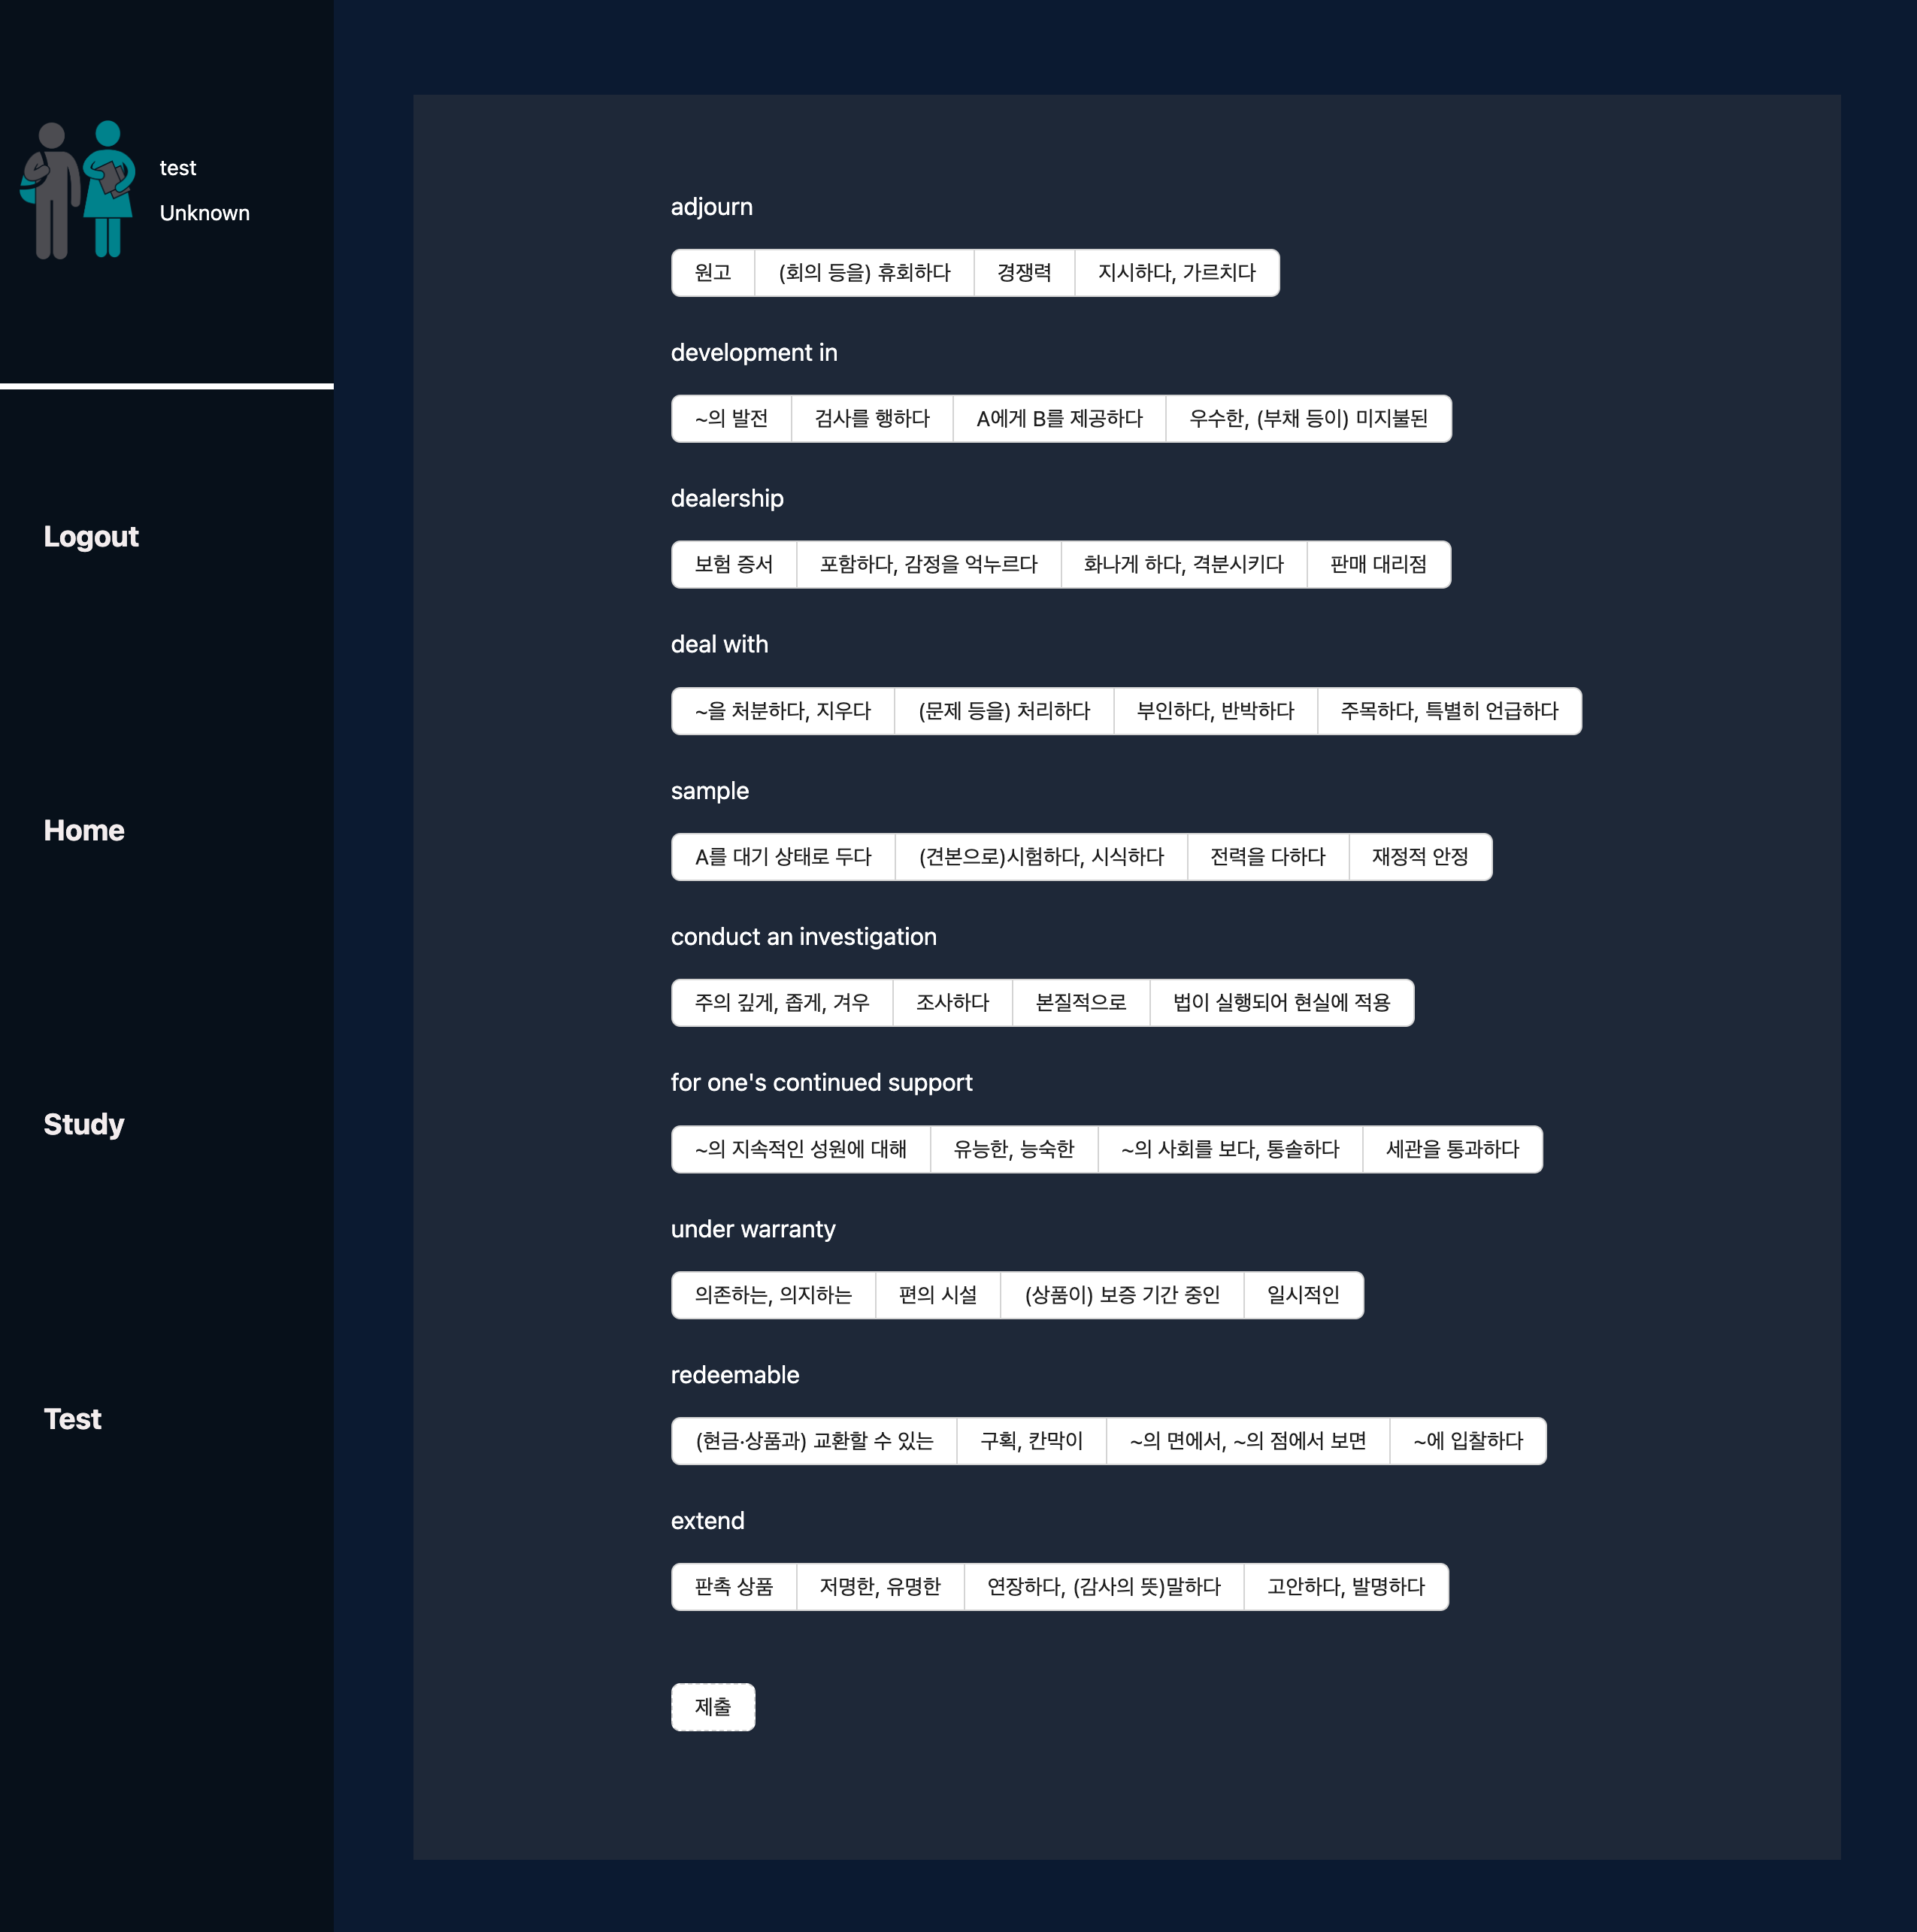 test
Unknown
Logout
Home
Study
Test
adjourn
원고 (회의 등을) 휴회하다 경쟁력 지시하다, 가르치다
development in
~의 발전 검사를 행하다 A에게 B를 제공하다 우수한, (부채 등이) 미지불된
dealership
보험 증서 포함하다, 감정을 억누르다 화나게 하다, 격분시키다 판매 대리점
deal with
~을 처분하다, 지우다 (문제 등을) 처리하다 부인하다, 반박하다 주목하다, 특별히 언급하다
sample
A를 대기 상태로 두다 (견본으로)시험하다, 시식하다 전력을 다하다 재정적 안정
conduct an investigation
주의 깊게, 좁게, 겨우 조사하다 본질적으로 법이 실행되어 현실에 적용
for one's continued support
~의 지속적인 성원에 대해 유능한, 능숙한 ~의 사회를 보다, 통솔하다 세관을 통과하다
under warranty
의존하는, 의지하는 편의 시설 (상품이) 보증 기간 중인 일시적인
redeemable
(현금·상품과) 교환할 수 있는 구획, 칸막이 ~의 면에서, ~의 점에서 보면 ~에 입찰하다
extend
판촉 상품 저명한, 유명한 연장하다, (감사의 뜻)말하다 고안하다, 발명하다
제출